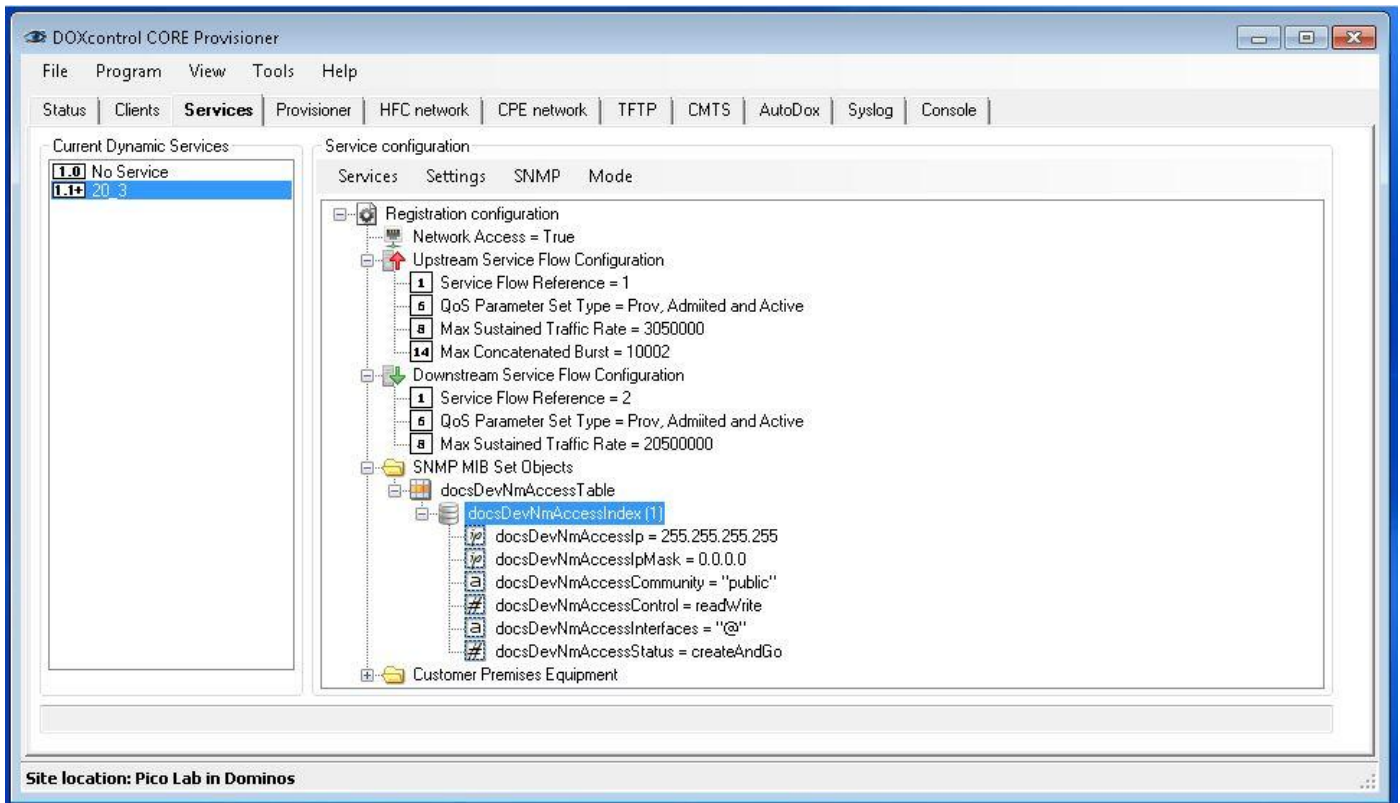 DOXcontrol CORE Provisioner
File Program View Tools Help
Status Clients Services Provisioner HFC network CPE network TFTP CMTS AutoDox Syslog Console
Current Dynamic Services
1.0 No Service
1.1+ 20_3
Service configuration
Services Settings SNMP Mode
Registration configuration
Network Access = True
Upstream Service Flow Configuration
1 Service Flow Reference = 1
6 QoS Parameter Set Type = Prov, Admiited and Active
8 Max Sustained Traffic Rate = 3050000
14 Max Concatenated Burst = 10002
Downstream Service Flow Configuration
1 Service Flow Reference = 2
6 QoS Parameter Set Type = Prov, Admiited and Active
8 Max Sustained Traffic Rate = 20500000
SNMP MIB Set Objects
docsDevNmAccessTable
docsDevNmAccessIndex (1)
ip docsDevNmAccessIp = 255.255.255.255
ip docsDevNmAccessIpMask = 0.0.0.0
a docsDevNmAccessCommunity = "public"
# docsDevNmAccessControl = readWrite
a docsDevNmAccessInterfaces = "@"
# docsDevNmAccessStatus = createAndGo
Customer Premises Equipment
Site location: Pico Lab in Dominos